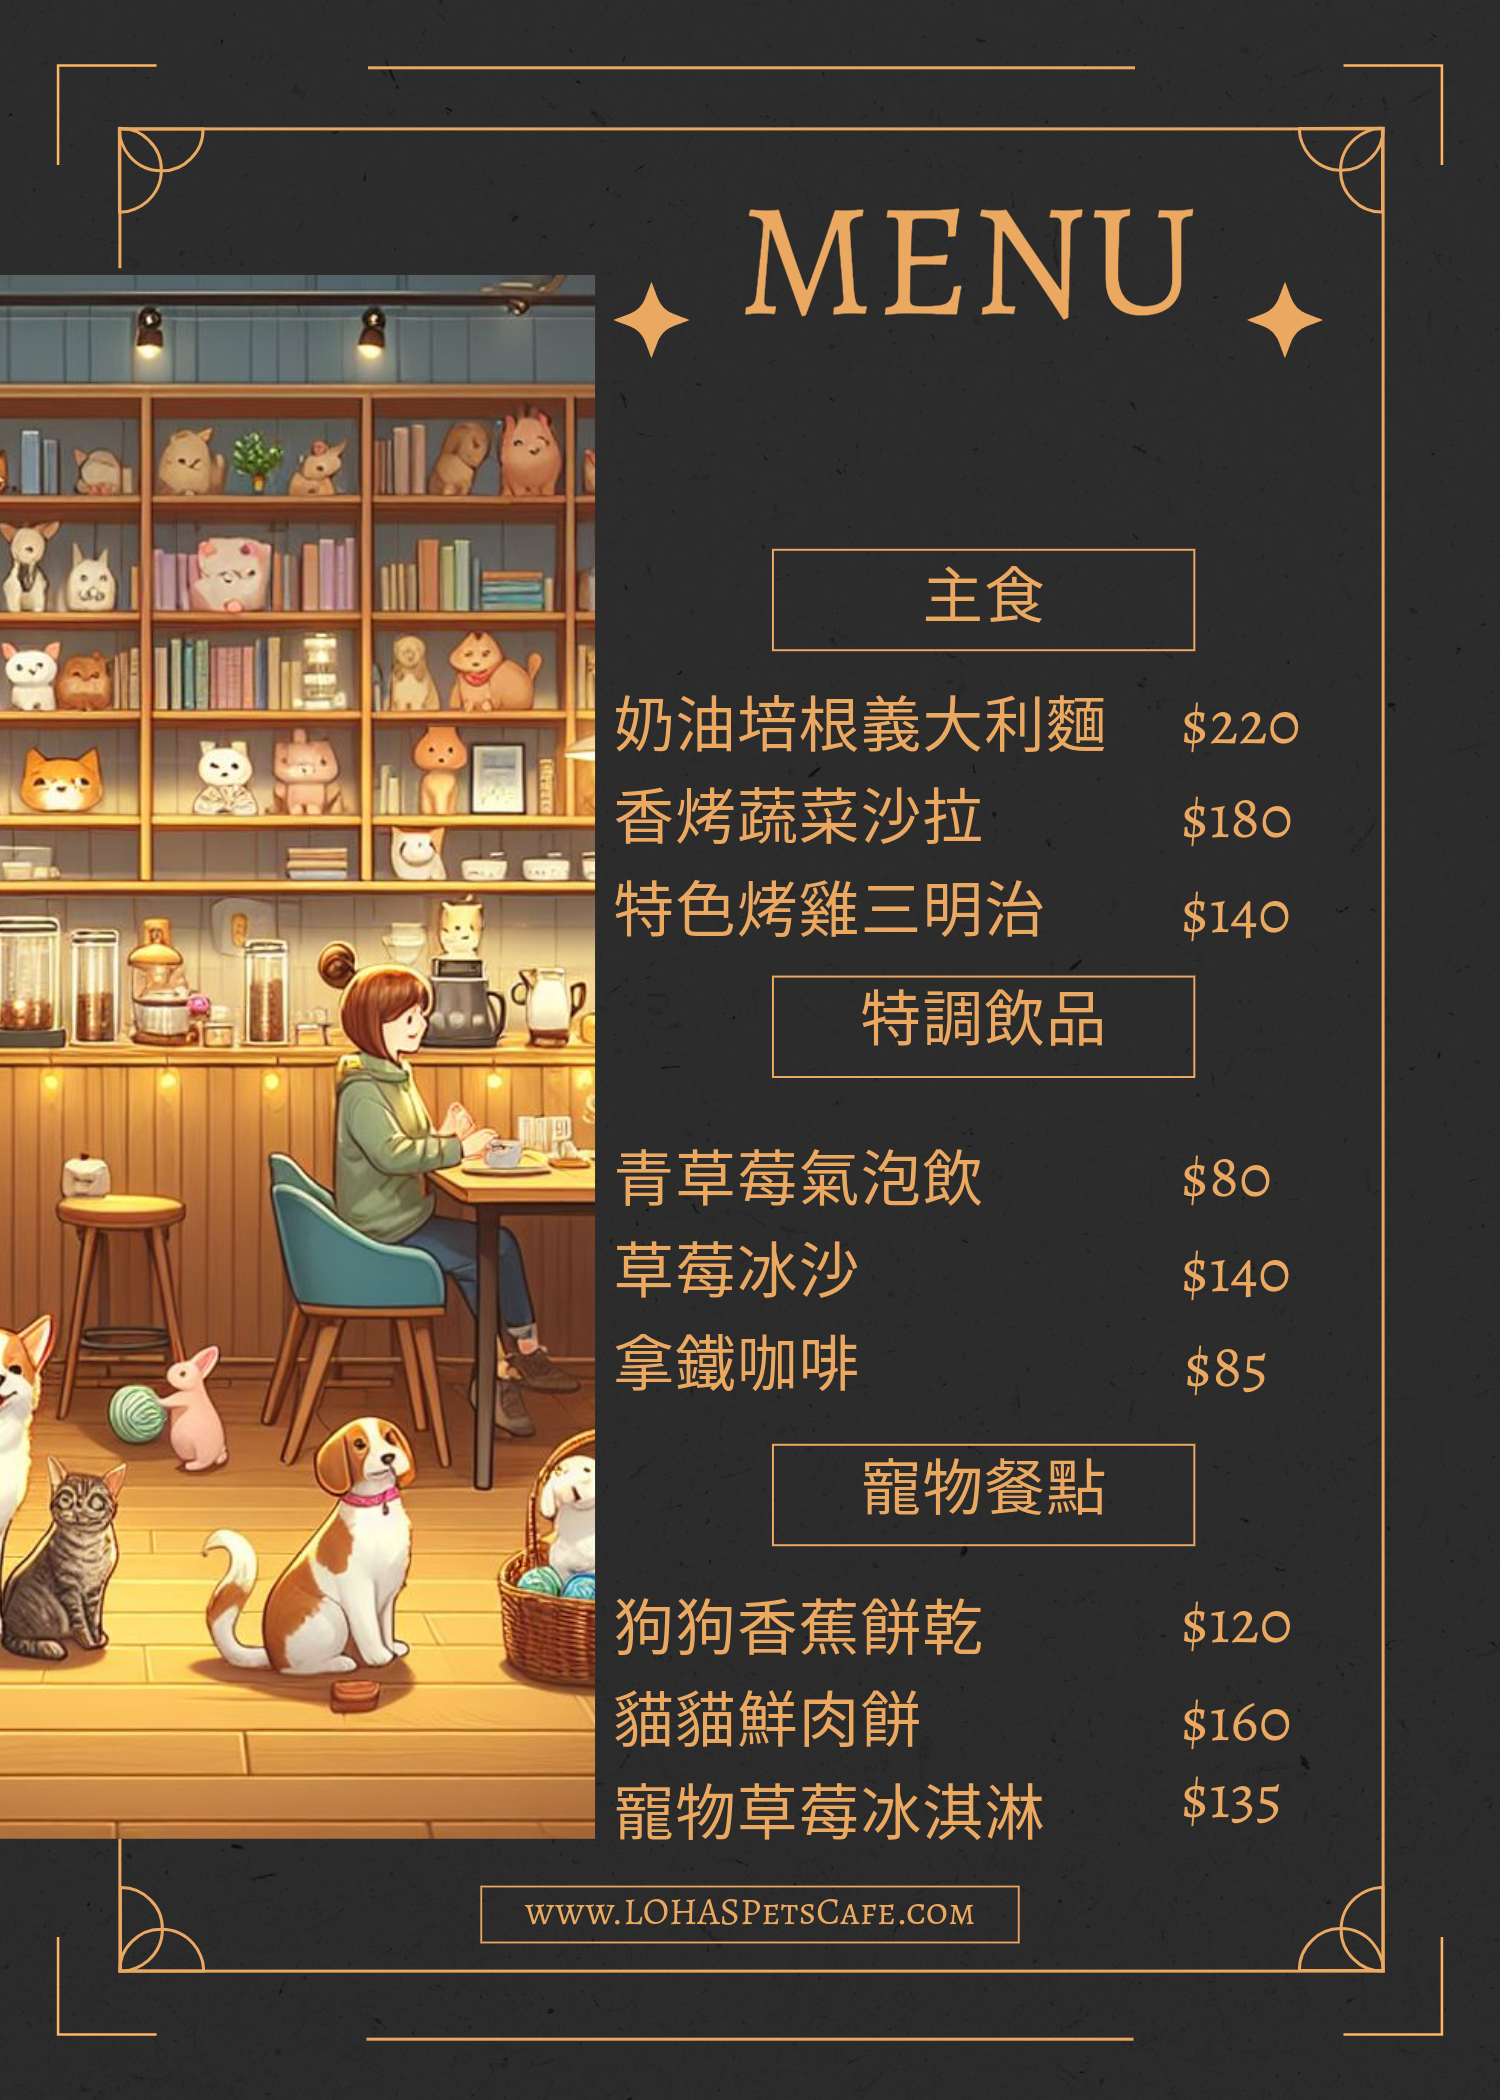 MENU
主食
奶油培根義大利麵 $220
香烤蔬菜沙拉 $180
特色烤雞三明治 $140
特調飲品
青草莓氣泡飲 $80
草莓冰沙 $140
拿鐵咖啡 $85
寵物餐點
狗狗香蕉餅乾 $120
貓貓鮮肉餅 $160
寵物草莓冰淇淋 $135
www.LOHASPetsCafe.com